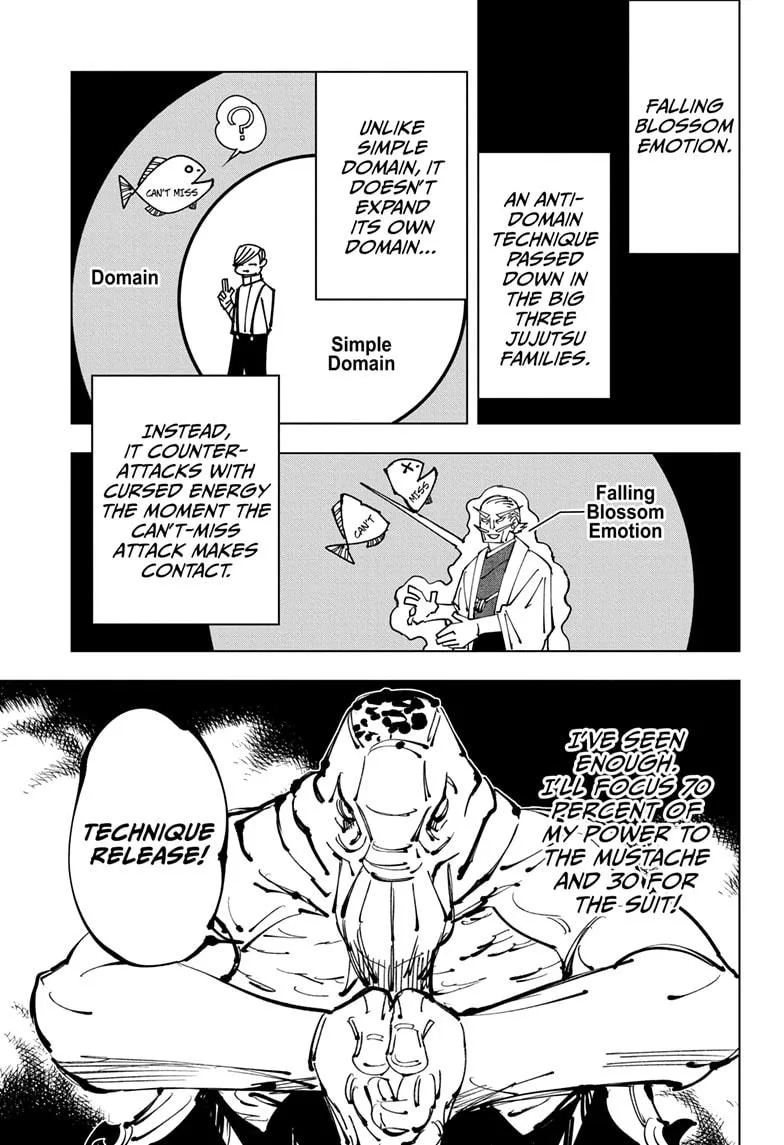 FALLING
BLOSSOM
EMOTION.
AN ANTI-
DOMAIN
TECHNIQUE
PASSED
DOWN IN
THE BIG
THREE
JUJUTSU
FAMILIES.
UNLIKE
SIMPLE
DOMAIN, IT
DOESN'T
EXPAND
ITS OWN
DOMAIN...
?
CAN'T MISS
Domain
Simple
Domain
INSTEAD,
IT COUNTER-
ATTACKS WITH
CURSED ENERGY
THE MOMENT THE
CAN'T-MISS
ATTACK MAKES
CONTACT.
CAN'T
MISS
Falling
Blossom
Emotion
I'VE SEEN
ENOUGH.
I'LL FOCUS 70
PERCENT OF
MY POWER TO
THE MUSTACHE
AND 30 FOR
THE SUIT!
TECHNIQUE
RELEASE!